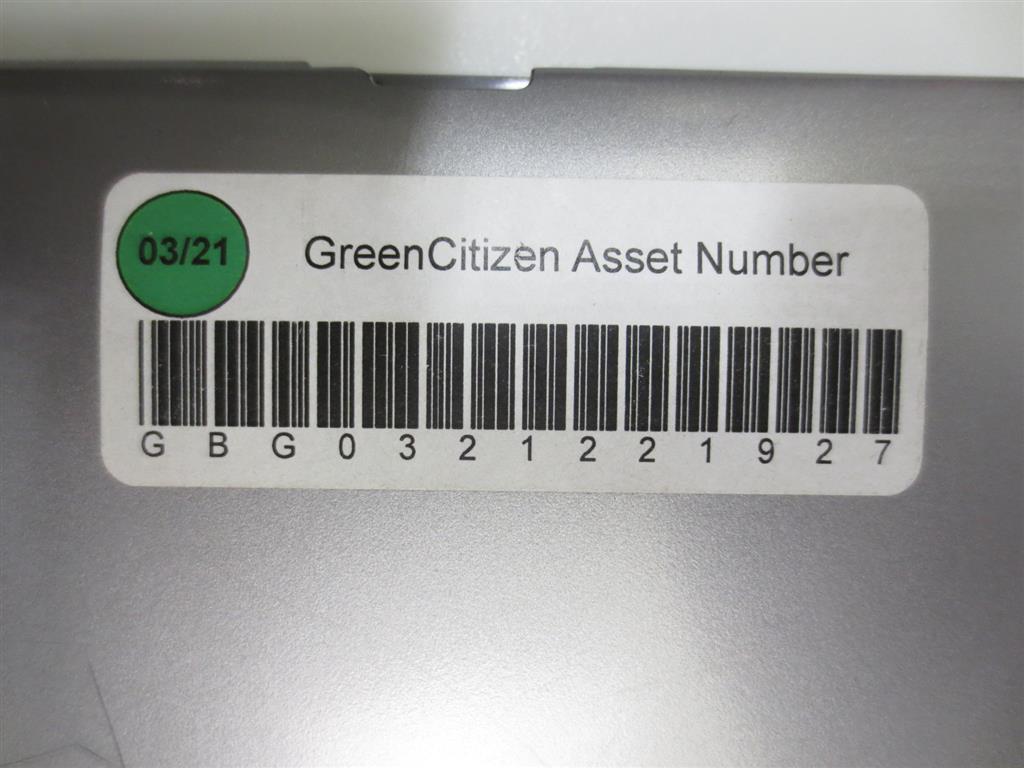 03/21
GreenCitizen Asset Number
GBG0321221927